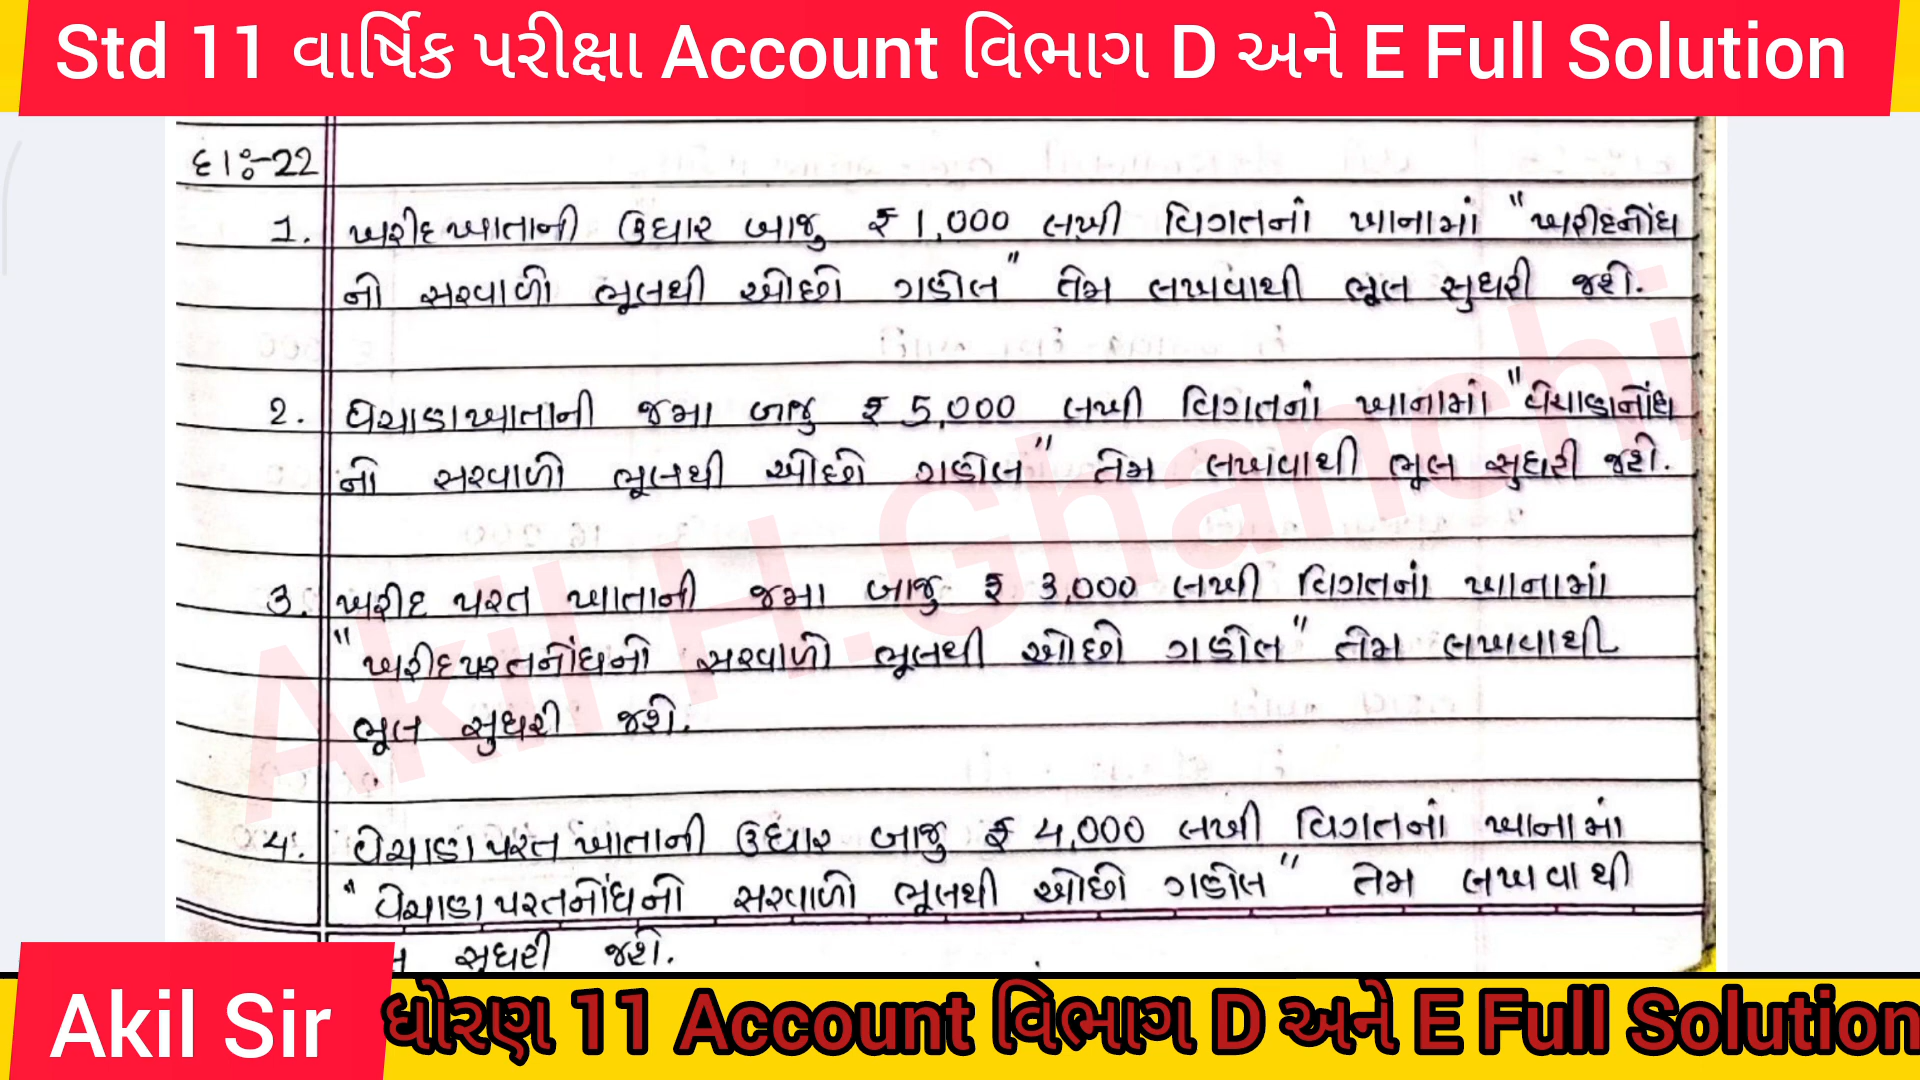 Std 11 વાર્ષિક પરીક્ષા Account વિભાગ D અને E Full Solution
દાઃ-22
1. ખરીદખાતાની ઉધાર બાજુ ₹ 1,000 લખી વિગતનાં ખાનામાં "ખરીદનોંધ
નો સરવાળો ભૂલથી ઓછો ગણેલ" તેમ લખવાથી ભૂલ સુધરી જશે.
2. વેચાણખાતાની જમા બાજુ ₹ 5,000 લખી વિગતનાં ખાનામાં "વેચાણનોંધ
નો સરવાળો ભૂલથી ઓછો ગણેલ" તેમ લખવાથી ભૂલ સુધરી જશે.
3. ખરીદ પરત ખાતાની જમા બાજુ ₹ 3,000 લખી વિગતનાં ખાનામાં
"ખરીદપરતનોંધનો સરવાળો ભૂલથી ઓછો ગણેલ" તેમ લખવાથી
ભૂલ સુધરી જશે.
4. વેચાણ પરત ખાતાની ઉધાર બાજુ ₹ 4,000 લખી વિગતનાં ખાનામાં
"વેચાણપરતનોંધનો સરવાળો ભૂલથી ઓછો ગણેલ" તેમ લખવાથી
સુધરી જશે.
Akil H.Ghanchi
Akil Sir
ધોરણ 11 Account વિભાગ D અને E Full Solution